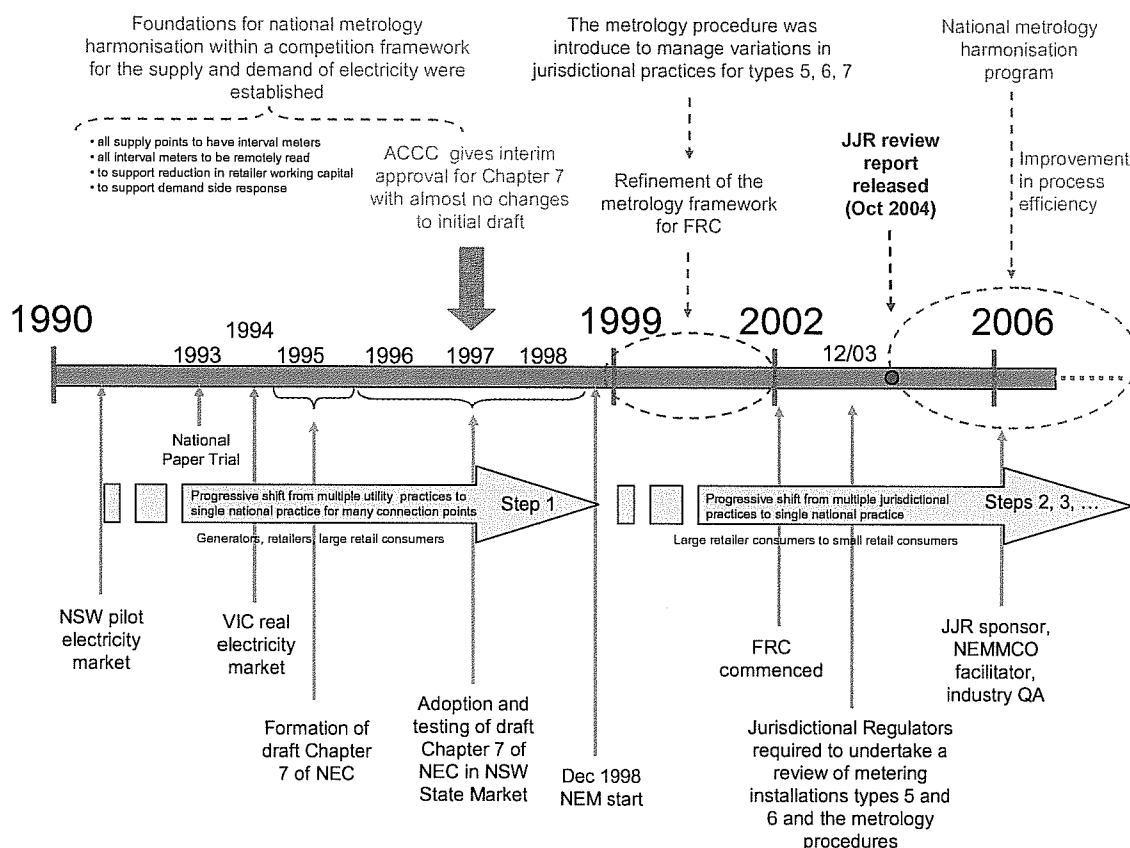 Foundations for national metrology
harmonisation within a competition framework
for the supply and demand of electricity were
established
• all supply points to have interval meters
• all interval meters to be remotely read
• to support reduction in retailer working capital
• to support demand side response
ACCC gives interim
approval for Chapter 7
with almost no changes
to initial draft
The metrology procedure was
introduce to manage variations in
jurisdictional practices for types 5, 6, 7
Refinement of the
metrology framework
for FRC
JJR review
report
released
(Oct 2004)
National metrology
harmonisation
program
Improvement
in process
efficiency
1990
1993
1994
1995
1996
1997
1998
1999
2002
12/03
2006
National
Paper Trial
Progressive shift from multiple utility practices to
single national practice for many connection points
Step 1
Generators, retailers, large retail consumers
Progressive shift from multiple jurisdictional
practices to single national practice
Steps 2, 3, ...
Large retailer consumers to small retail consumers
NSW pilot
electricity
market
VIC real
electricity
market
Formation of
draft Chapter
7 of NEC
Adoption and
testing of draft
Chapter 7 of
NEC in NSW
State Market
Dec 1998
NEM start
FRC
commenced
Jurisdictional Regulators
required to undertake a
review of metering
installations types 5 and
6 and the metrology
procedures
JJR sponsor,
NEMMCO
facilitator,
industry QA